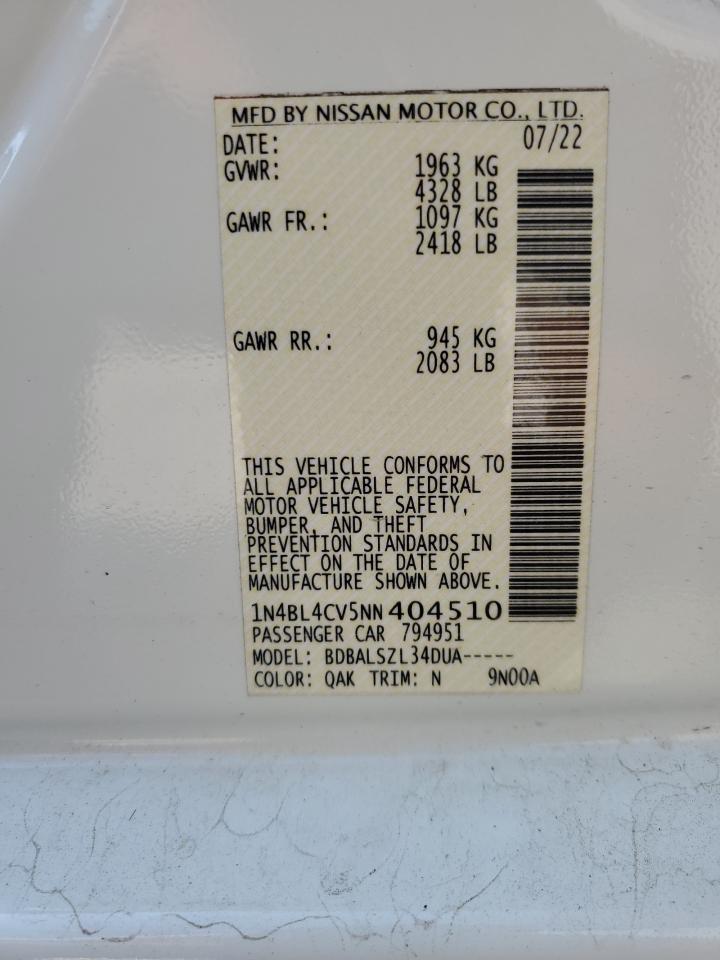 MFD BY NISSAN MOTOR CO., LTD.
DATE: 07/22
GVWR: 1963 KG
4328 LB
GAWR FR.: 1097 KG
2418 LB
GAWR RR.: 945 KG
2083 LB
THIS VEHICLE CONFORMS TO
ALL APPLICABLE FEDERAL
MOTOR VEHICLE SAFETY,
BUMPER, AND THEFT
PREVENTION STANDARDS IN
EFFECT ON THE DATE OF
MANUFACTURE SHOWN ABOVE.
1N4BL4CV5NN404510
PASSENGER CAR 794951
MODEL: BDBALSZL34DUA-----
COLOR: QAK TRIM: N 9N00A